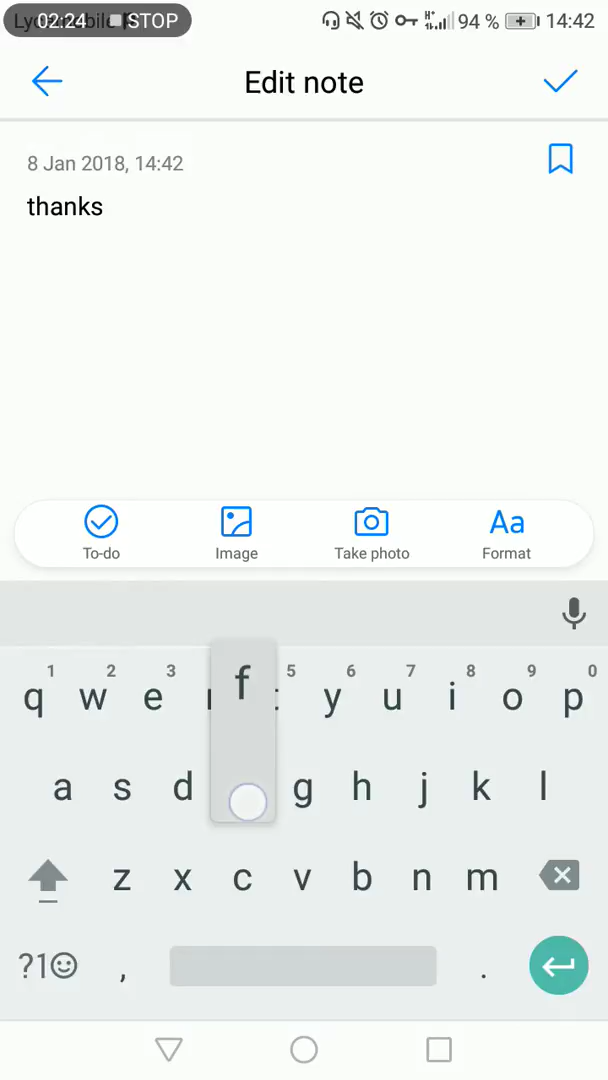 02:24 STOP 94 % 14:42
Edit note
8 Jan 2018, 14:42
thanks
To-do Image Take photo Format
1 2 3 5 6 7 8 9 0
q w e f y u i o p
a s d g h j k l
z x c v b n m
?1☺ , .